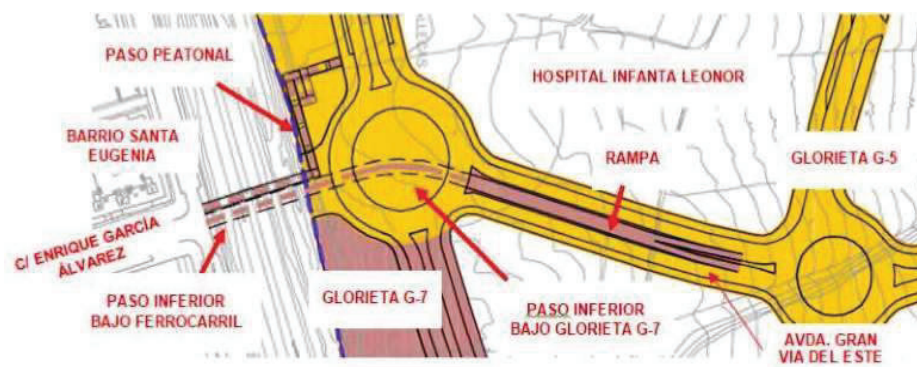 PASO PEATONAL
HOSPITAL INFANTA LEONOR
BARRIO SANTA
EUGENIA
RAMPA
GLORIETA G-5
C/ ENRIQUE GARCÍA
ÁLVAREZ
PASO INFERIOR
BAJO FERROCARRIL
GLORIETA G-7
PASO INFERIOR
BAJO GLORIETA G-7
AVDA. GRAN
VIA DEL ESTE